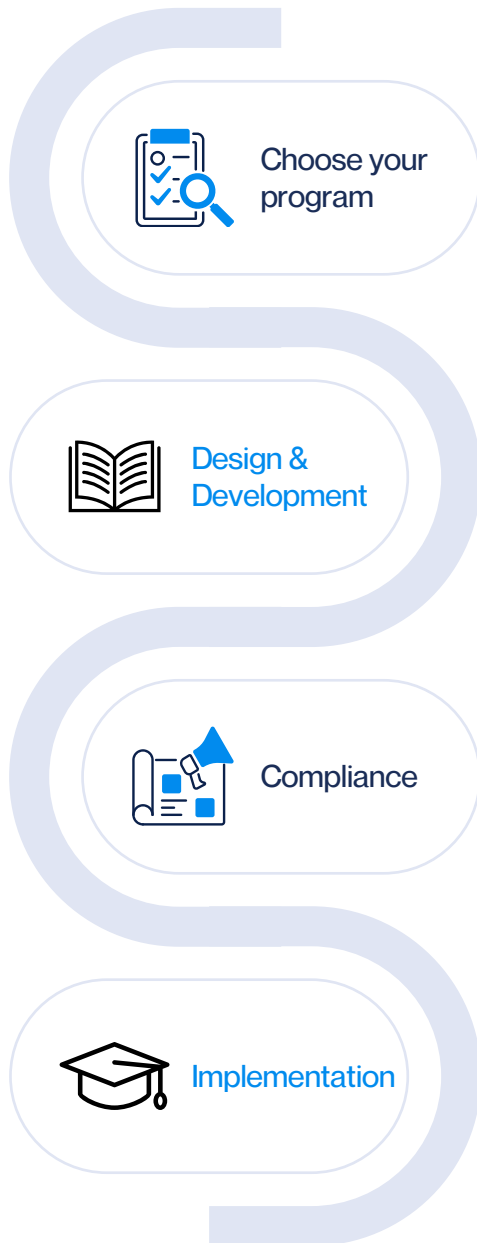 Choose your
program
Design &
Development
Compliance
Implementation